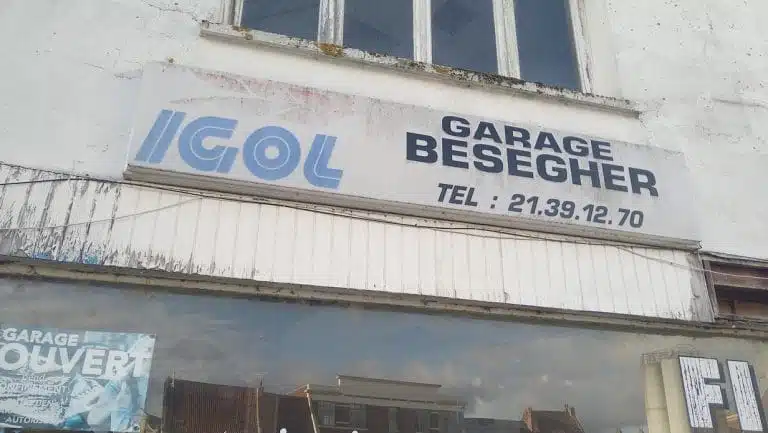 IGOL
GARAGE
BESEGHER
TEL : 21.39.12.70
GARAGE
OUVERT
FI